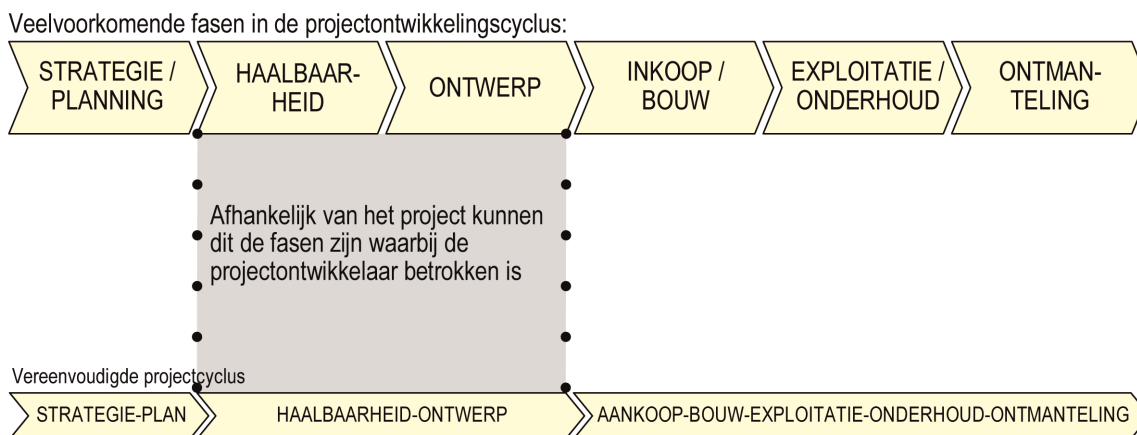 Veelvoorkomende fasen in de projectontwikkelingscyclus:
STRATEGIE /
PLANNING
HAALBAAR-
HEID
ONTWERP
INKOOP /
BOUW
EXPLOITATIE /
ONDERHOUD
ONTMAN-
TELING
Afhankelijk van het project kunnen
dit de fasen zijn waarbij de
projectontwikkelaar betrokken is
Vereenvoudigde projectcyclus
STRATEGIE-PLAN
HAALBAARHEID-ONTWERP
AANKOOP-BOUW-EXPLOITATIE-ONDERHOUD-ONTMANTELING